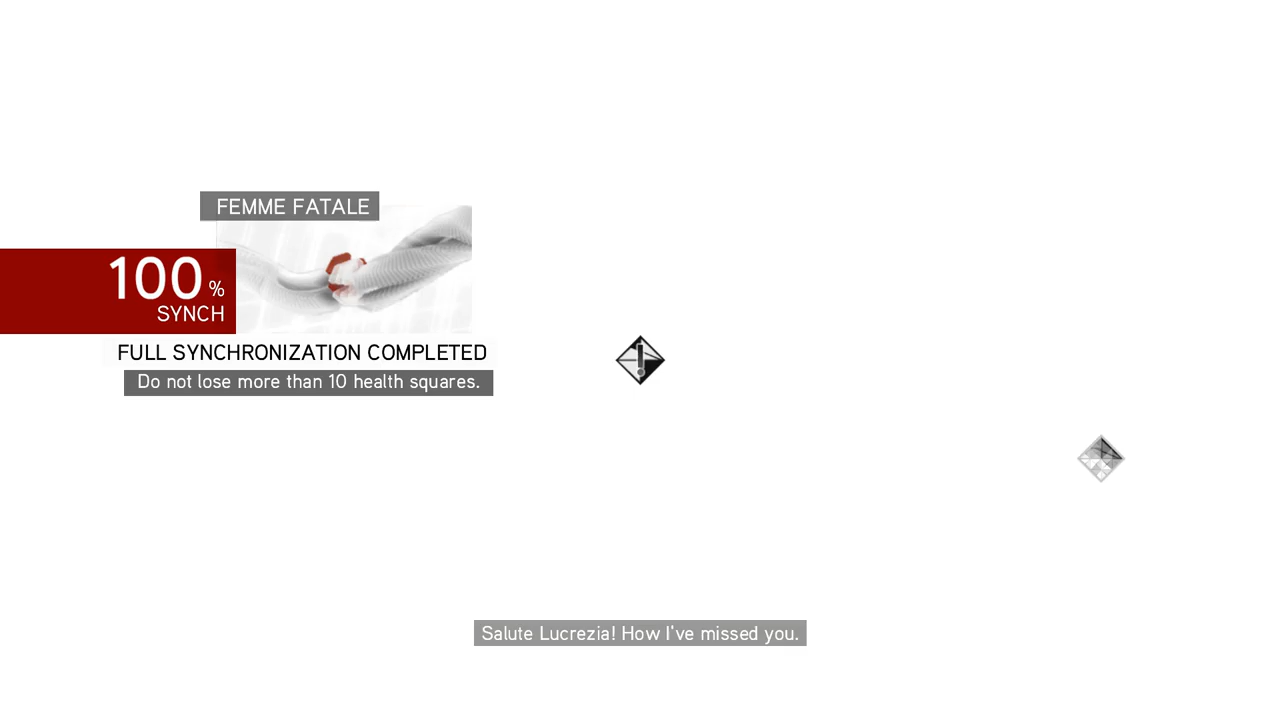 FEMME FATALE
100 %
SYNCH
FULL SYNCHRONIZATION COMPLETED
Do not lose more than 10 health squares.
Salute Lucrezia! How I've missed you.